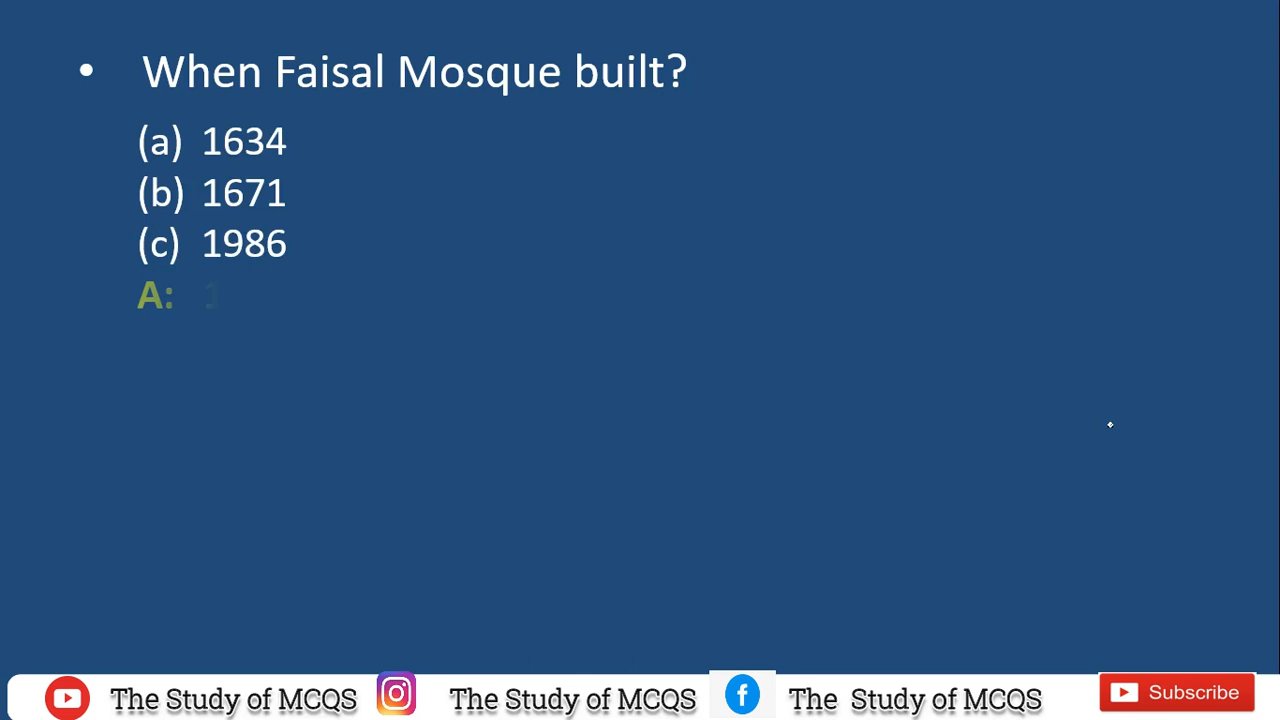 • When Faisal Mosque built?
(a) 1634
(b) 1671
(c) 1986
A: 1
The Study of MCQS The Study of MCQS The Study of MCQS Subscribe